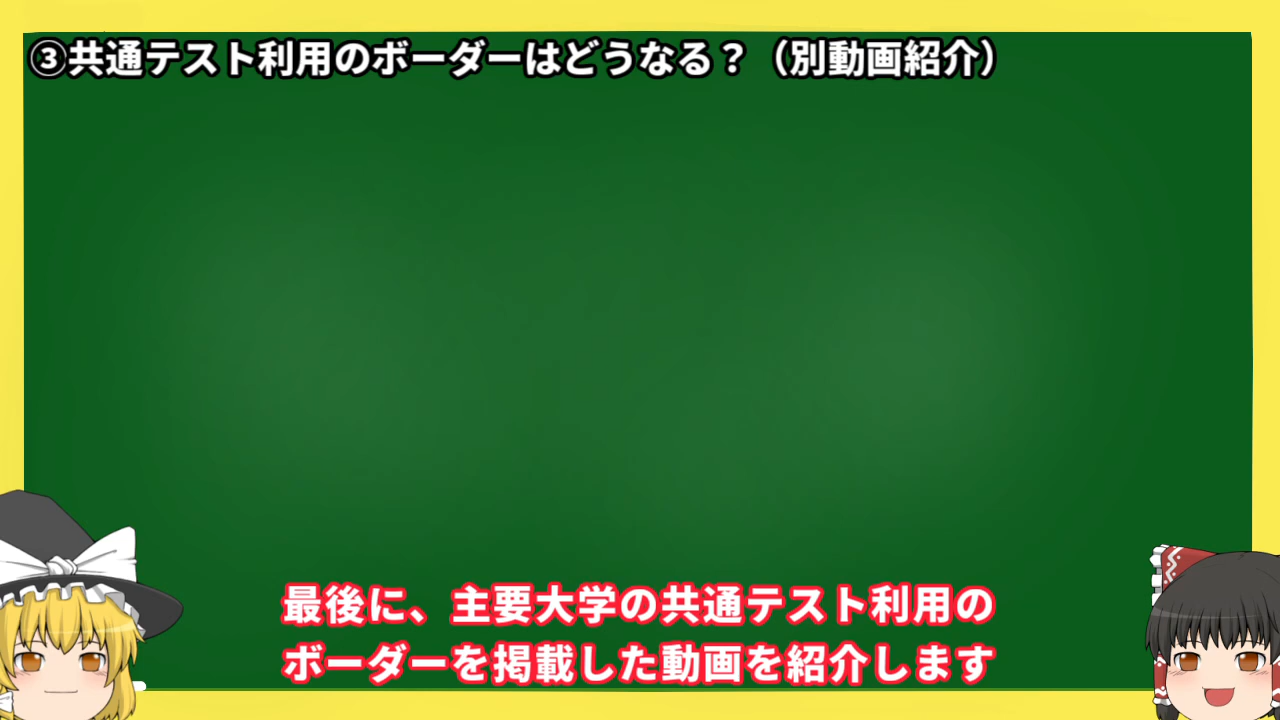 ③共通テスト利用のボーダーはどうなる？（別動画紹介）
最後に、主要大学の共通テスト利用の
ボーダーを掲載した動画を紹介します